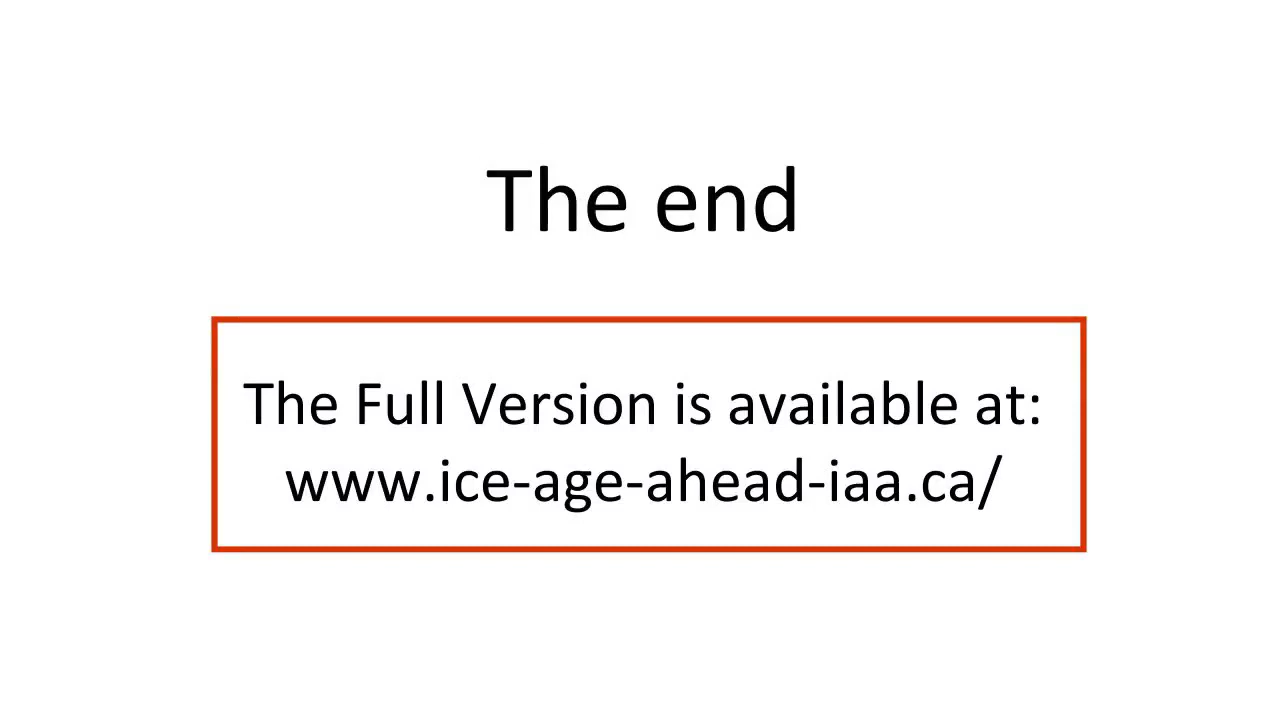 The end
The Full Version is available at:
www.ice-age-ahead-iaa.ca/